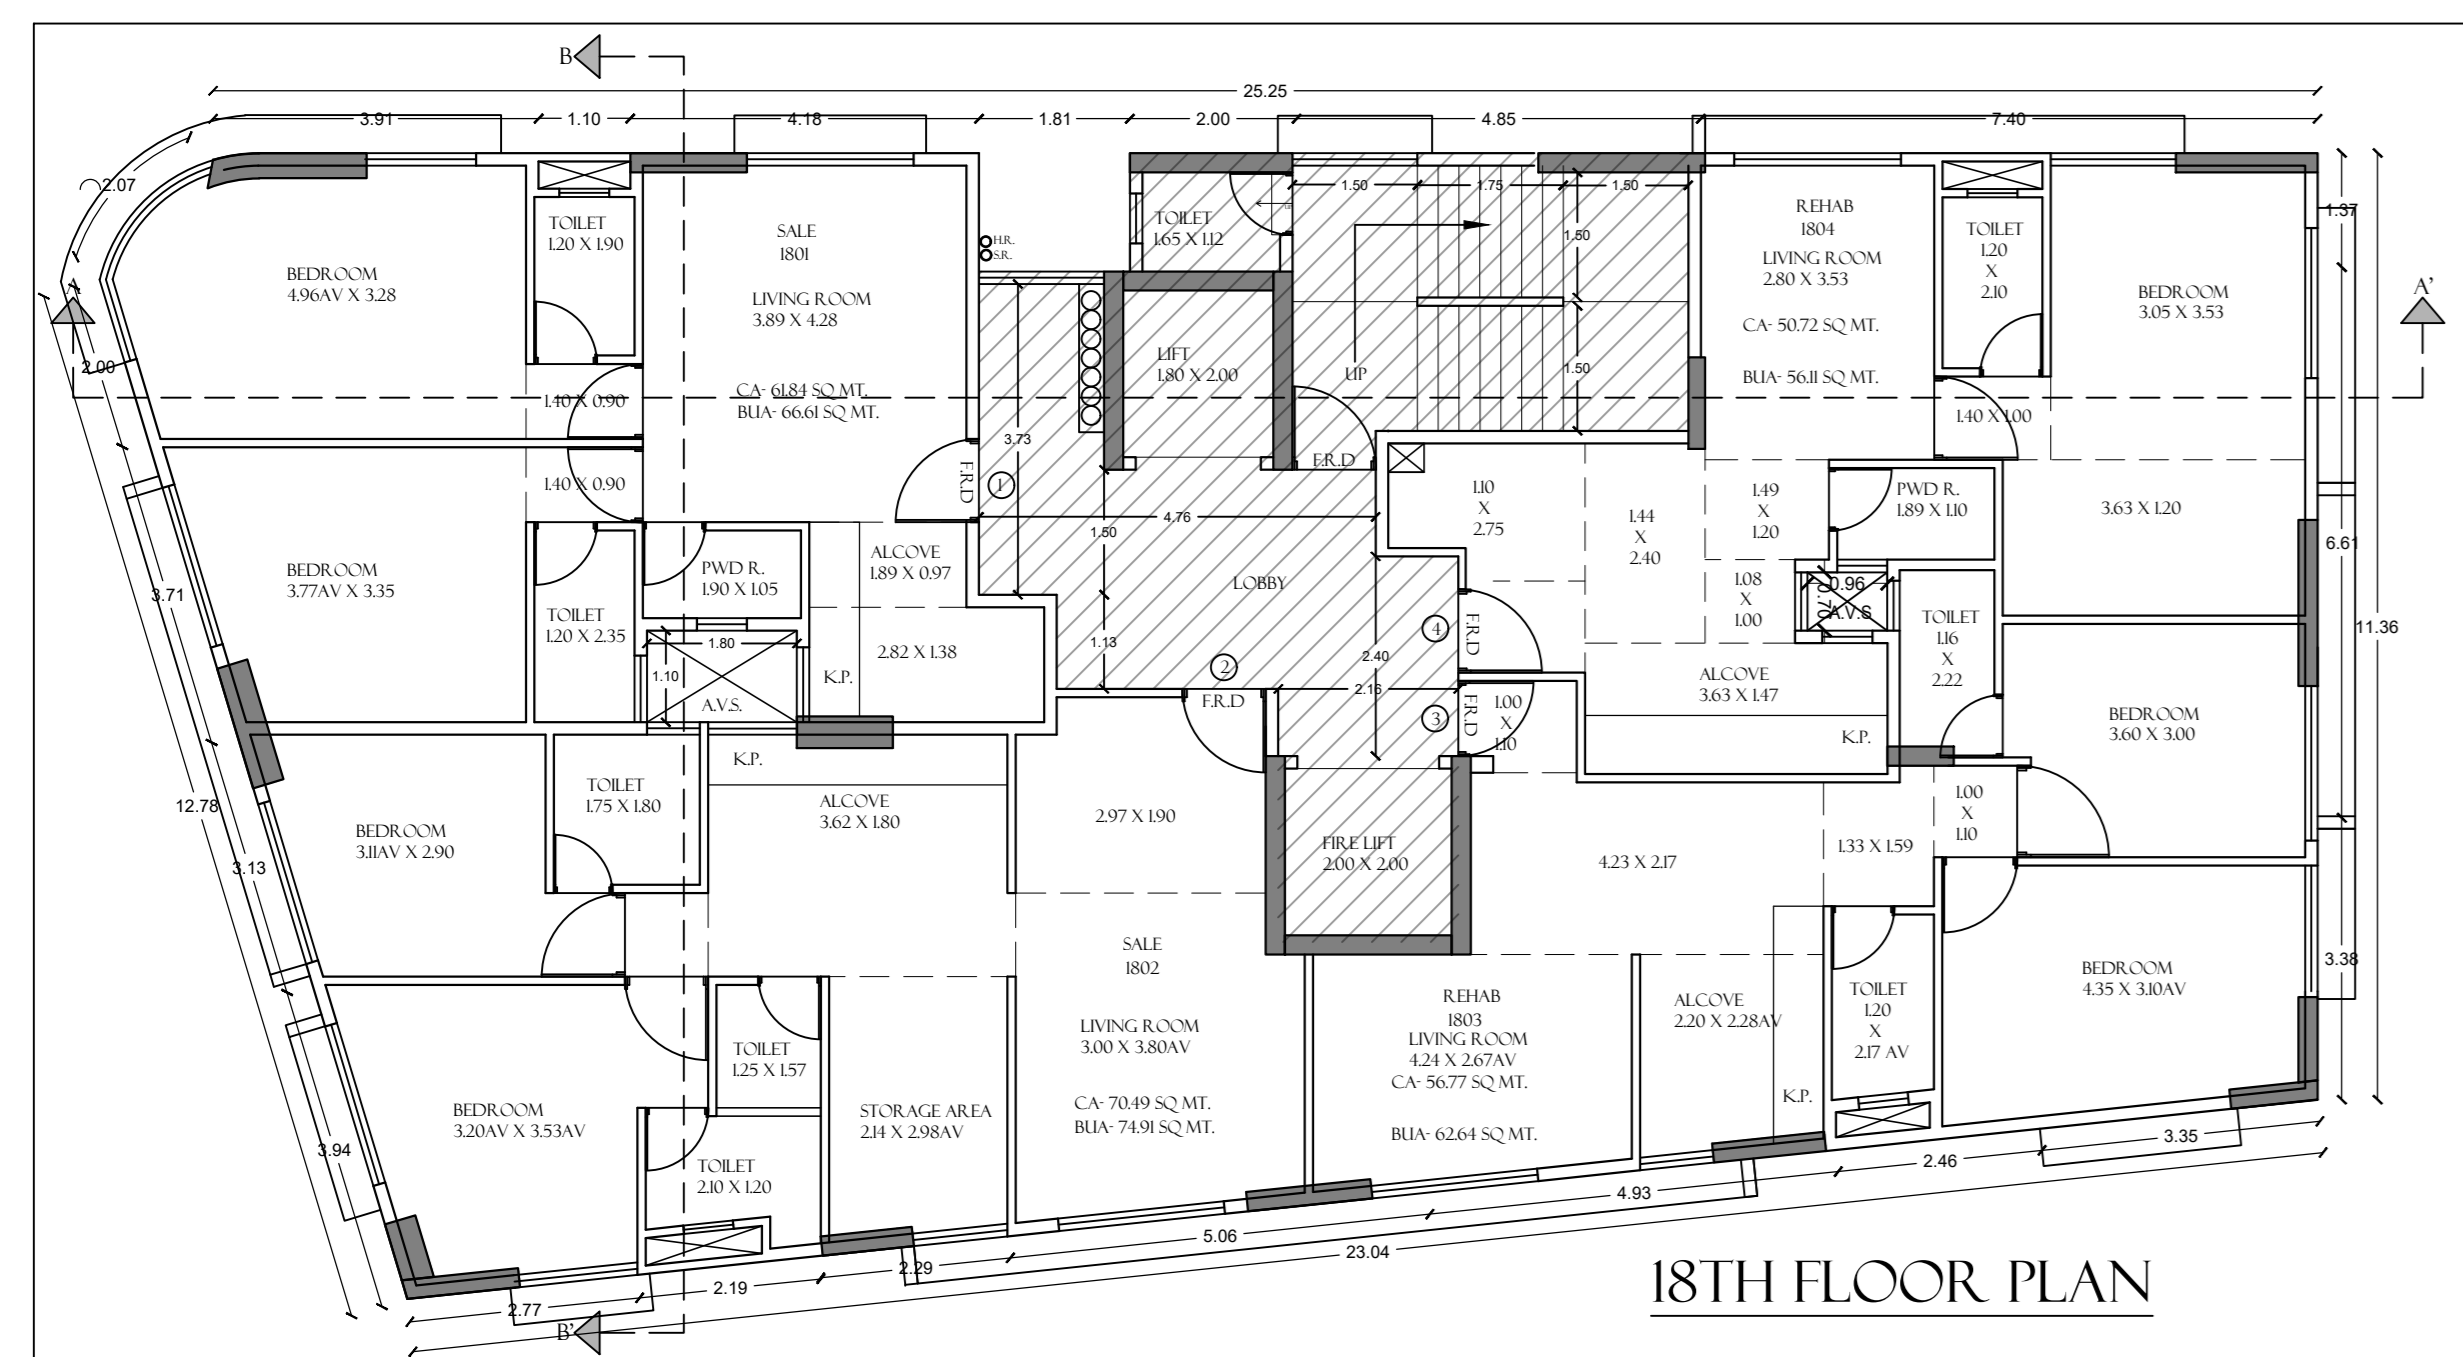 B
25.25
3.91
1.10
4.18
1.81
2.00
4.85
7.40
2.07
A
2.00
BEDROOM
4.96AV X 3.28
TOILET
1.20 X 1.90
SALE
1801
LIVING ROOM
3.89 X 4.28
CA- 61.84 SQ MT.
BUA- 66.61 SQ MT.
1.40 X 0.90
1.40 X 0.90
H.R.
S.R.
TOILET
1.65 X 1.12
1.50
1.75
1.50
1.50
1.50
LIFT
1.80 X 2.00
UP
F.R.D
REHAB
1804
LIVING ROOM
2.80 X 3.53
CA- 50.72 SQ MT.
BUA- 56.11 SQ MT.
TOILET
1.20
X
2.10
BEDROOM
3.05 X 3.53
1.37
A'
1.40 X 1.00
3.63 X 1.20
6.61
11.36
3.73
F.R.D
1
4.76
1.50
1.13
LOBBY
1.10
X
2.75
1.44
X
2.40
1.49
X
1.20
1.08
X
1.00
PWD R.
1.89 X 1.10
0.96
0.70
A.V.S
TOILET
1.16
X
2.22
BEDROOM
3.77AV X 3.35
TOILET
1.20 X 2.35
PWD R.
1.90 X 1.05
ALCOVE
1.89 X 0.97
2.82 X 1.38
K.P.
1.80
1.10
A.V.S.
3.71
2
F.R.D
2.40
2.16
4
F.R.D
3
F.R.D
1.00
X
1.10
ALCOVE
3.63 X 1.47
K.P.
BEDROOM
3.60 X 3.00
12.78
BEDROOM
3.11AV X 2.90
TOILET
1.75 X 1.80
K.P.
ALCOVE
3.62 X 1.80
2.97 X 1.90
FIRE LIFT
2.00 X 2.00
4.23 X 2.17
1.33 X 1.59
1.00
X
1.10
3.13
SALE
1802
LIVING ROOM
3.00 X 3.80AV
CA- 70.49 SQ MT.
BUA- 74.91 SQ MT.
REHAB
1803
LIVING ROOM
4.24 X 2.67AV
CA- 56.77 SQ MT.
BUA- 62.64 SQ MT.
ALCOVE
2.20 X 2.28AV
K.P.
TOILET
1.20
X
2.17 AV
BEDROOM
4.35 X 3.10AV
3.38
BEDROOM
3.20AV X 3.53AV
TOILET
1.25 X 1.57
STORAGE AREA
2.14 X 2.98AV
TOILET
2.10 X 1.20
3.94
2.77
2.19
2.29
5.06
4.93
2.46
3.35
23.04
B'
18TH FLOOR PLAN